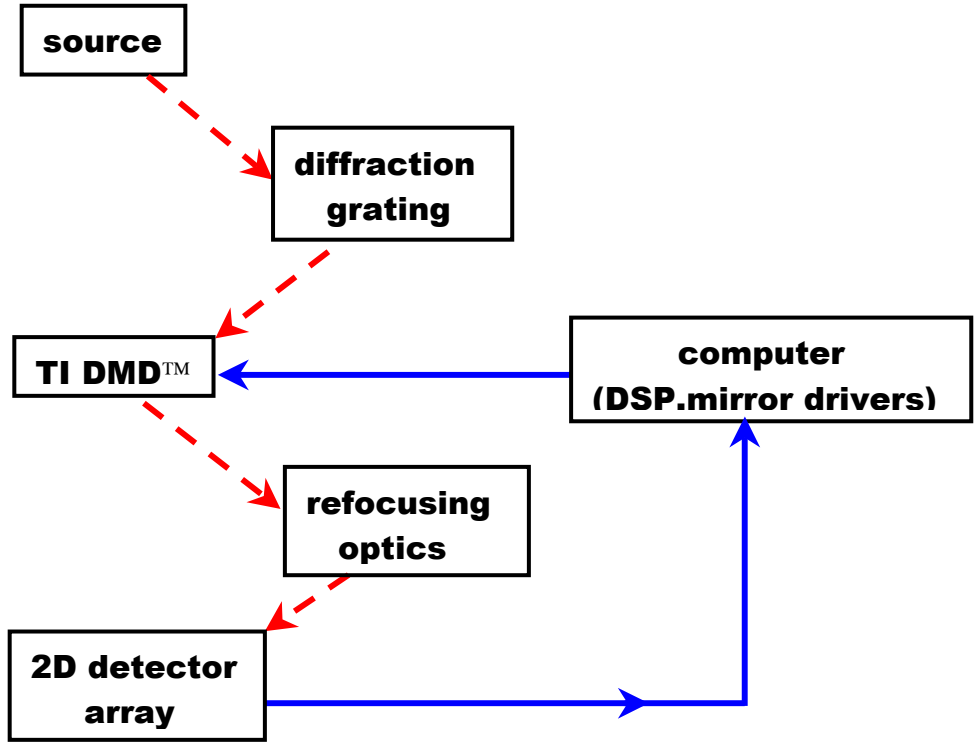 source
diffraction
grating
TI DMD™
computer
(DSP.mirror drivers)
refocusing
optics
2D detector
array